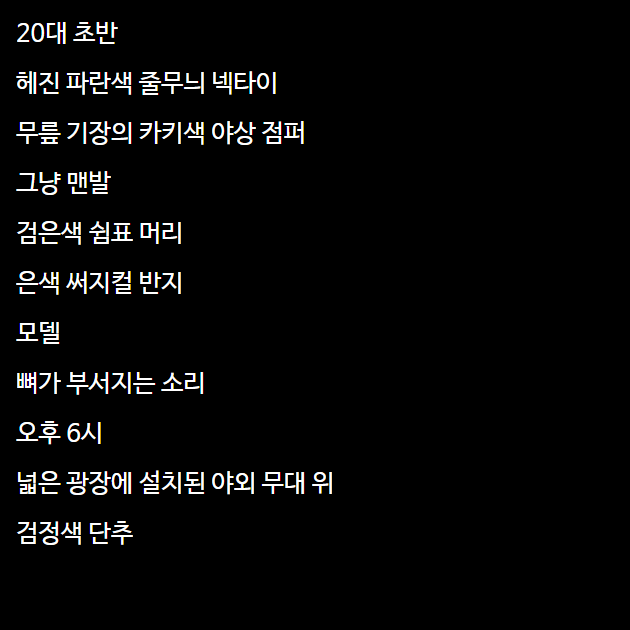 20대 초반
헤진 파란색 줄무늬 넥타이
무릎 기장의 카키색 야상 점퍼
그냥 맨발
검은색 쉼표 머리
은색 써지컬 반지
모델
뼈가 부서지는 소리
오후 6시
넓은 광장에 설치된 야외 무대 위
검정색 단추